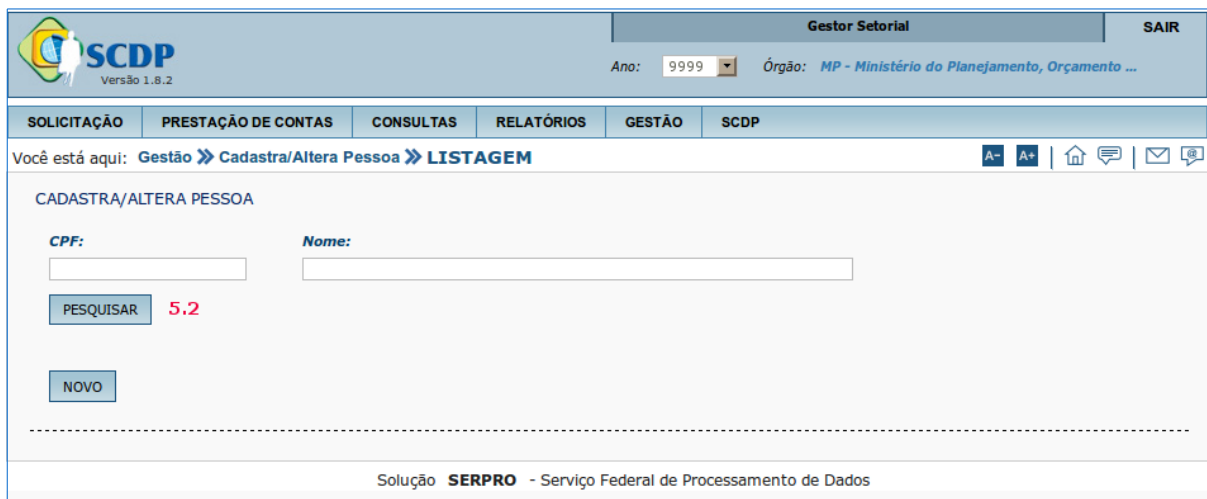 Gestor Setorial SAIR
SCDP
Versão 1.8.2
Ano: 9999 Órgão: MP - Ministério do Planejamento, Orçamento ...
SOLICITAÇÃO PRESTAÇÃO DE CONTAS CONSULTAS RELATÓRIOS GESTÃO SCDP
Você está aqui: Gestão >> Cadastra/Altera Pessoa >> LISTAGEM A- A+
CADASTRA/ALTERA PESSOA
CPF: Nome:
PESQUISAR 5.2
NOVO
Solução SERPRO - Serviço Federal de Processamento de Dados